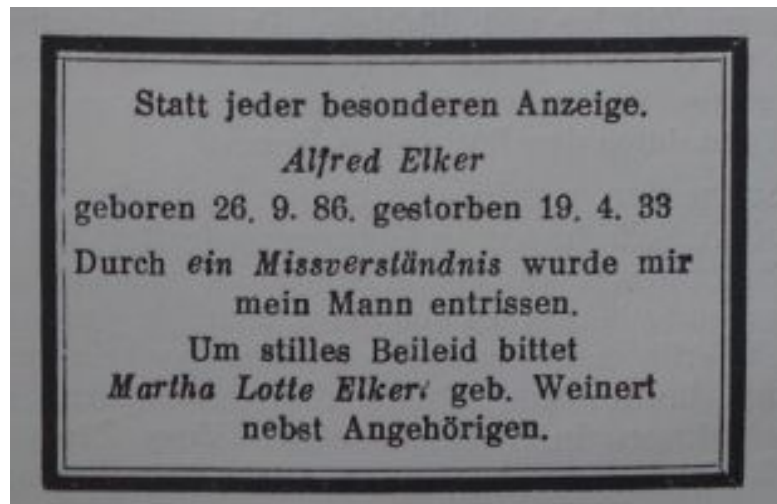 Statt jeder besonderen Anzeige.
Alfred Elker
geboren 26. 9. 86. gestorben 19. 4. 33
Durch ein Missverständnis wurde mir
mein Mann entrissen.
Um stilles Beileid bittet
Martha Lotte Elker, geb. Weinert
nebst Angehörigen.